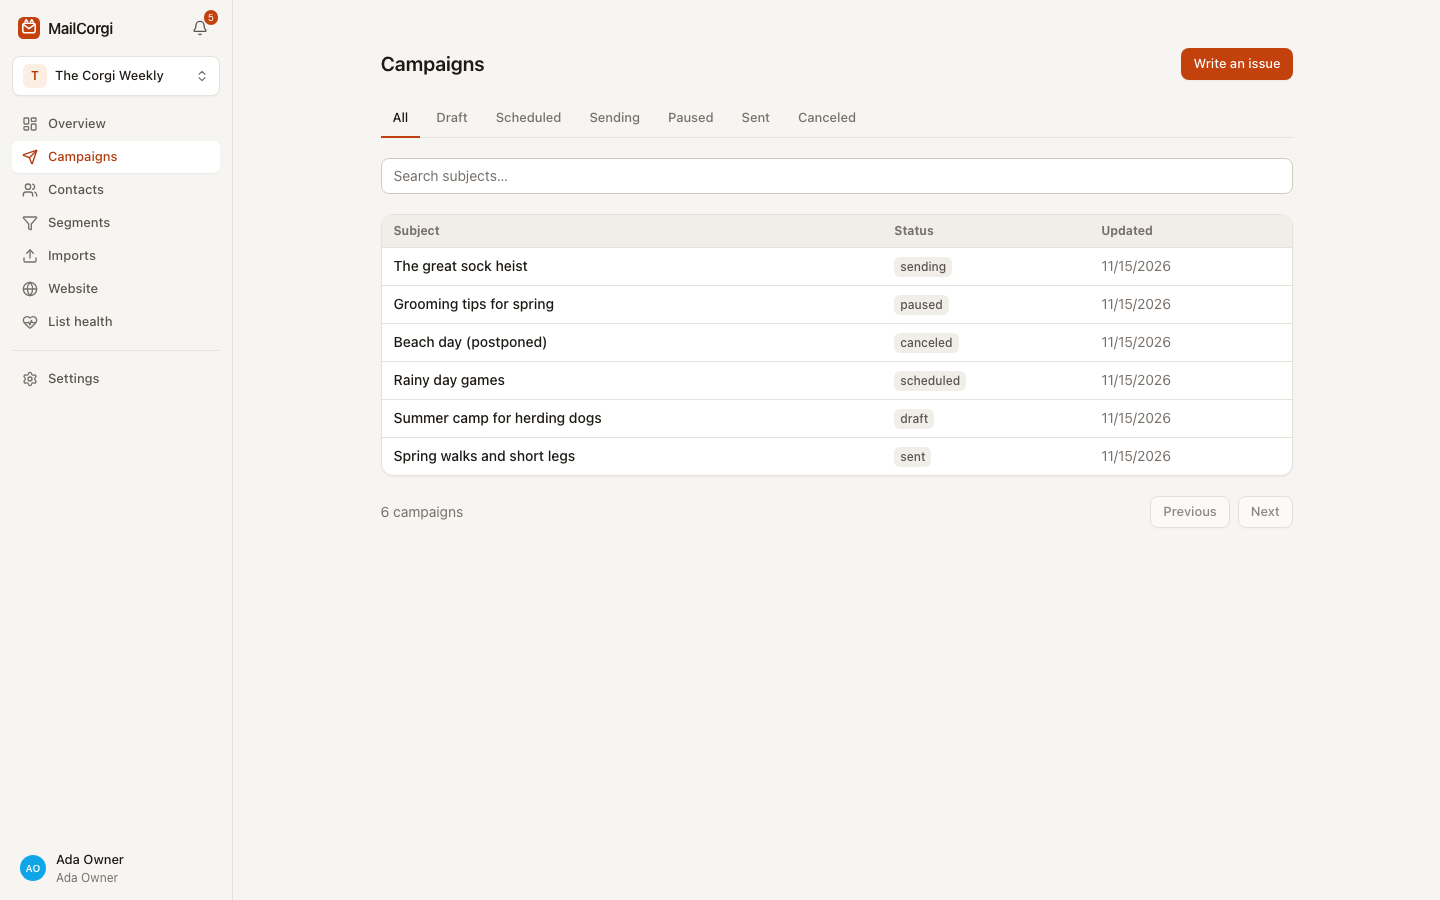 MailCorgi
5
T The Corgi Weekly
Overview
Campaigns
Contacts
Segments
Imports
Website
List health
Settings
AO
Ada Owner
Ada Owner
Campaigns
Write an issue
All Draft Scheduled Sending Paused Sent Canceled
Search subjects...
Subject Status Updated
The great sock heist sending 11/15/2026
Grooming tips for spring paused 11/15/2026
Beach day (postponed) canceled 11/15/2026
Rainy day games scheduled 11/15/2026
Summer camp for herding dogs draft 11/15/2026
Spring walks and short legs sent 11/15/2026
6 campaigns Previous Next